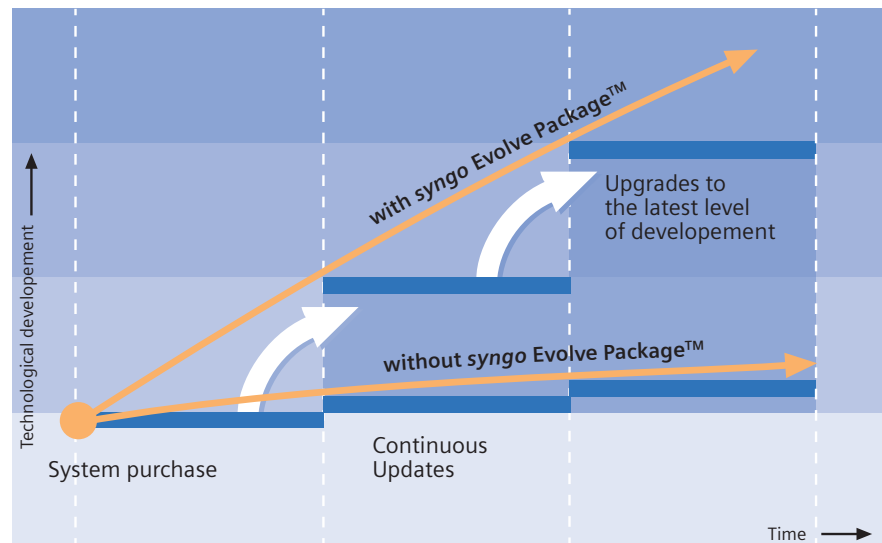 with syngo Evolve Package™
Upgrades to
the latest level
of developement
Technological developement
without syngo Evolve Package™
System purchase
Continuous
Updates
Time